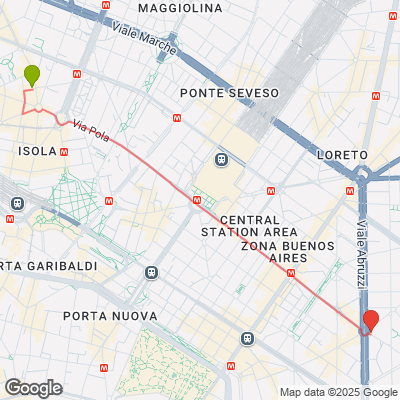 MAGGIOLINA
Viale Marche
PONTE SEVESO
Via Pola
ISOLA
LORETO
CENTRAL
STATION AREA
ZONA BUENOS
AIRES
Viale Abruzzi
RTA GARIBALDI
PORTA NUOVA
M
M
M
M
M
M
M
M
M
M
Google
Map data ©2025 Google